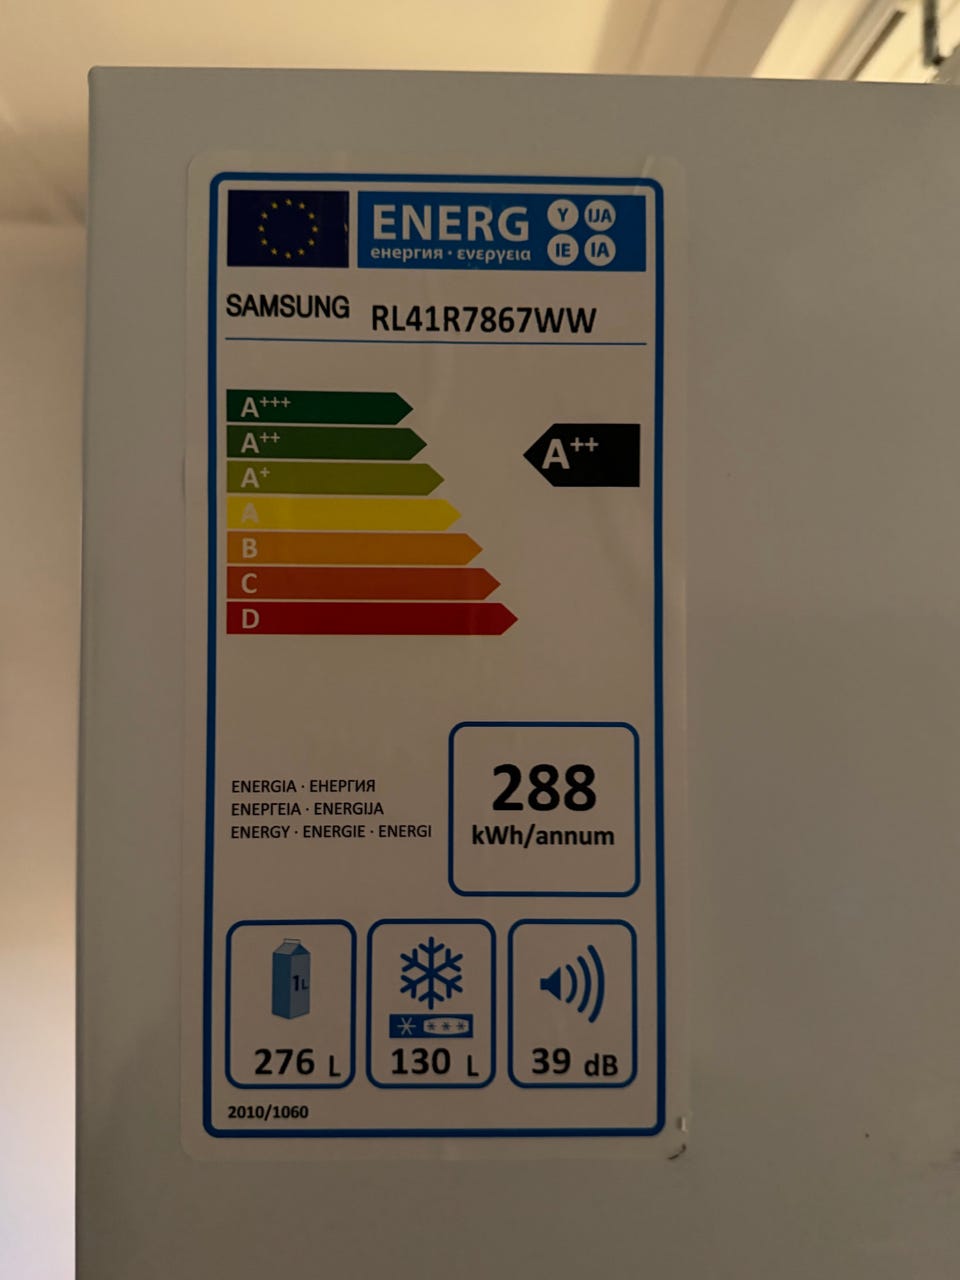 ENERG Y IJA
енергия · ενεργεια IE IA
SAMSUNG RL41R7867WW
A+++
A++
A++
A+
A
B
C
D
288
kWh/annum
ENERGIA · ЕНЕРГИЯ
ΕΝΕΡΓΕΙΑ · ENERGIJA
ENERGY · ENERGIE · ENERGI
1L
276 L
130 L
39 dB
2010/1060